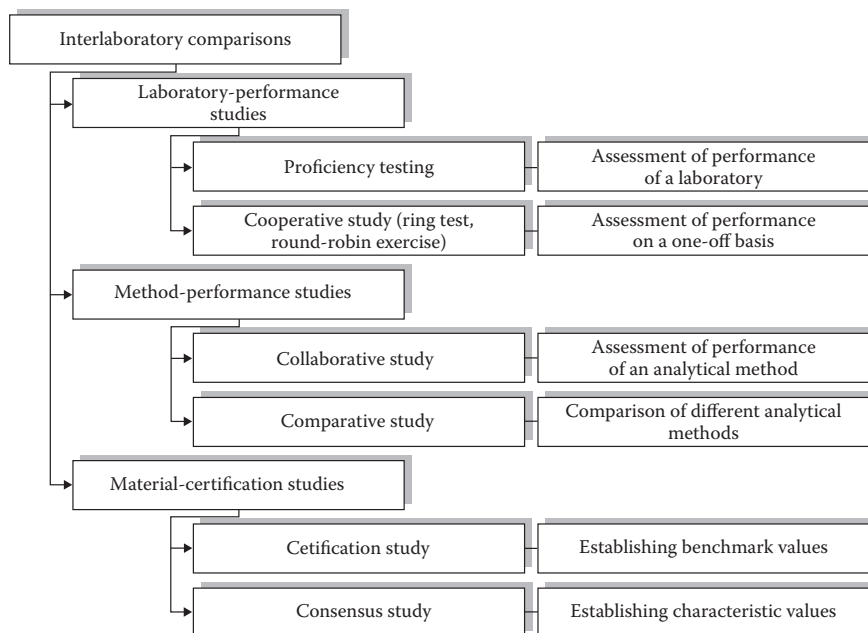 Interlaboratory comparisons
Laboratory-performance
studies
Proficiency testing
Assessment of performance
of a laboratory
Cooperative study (ring test,
round-robin exercise)
Assessment of performance
on a one-off basis
Method-performance studies
Collaborative study
Assessment of performance
of an analytical method
Comparative study
Comparison of different analytical
methods
Material-certification studies
Cetification study
Establishing benchmark values
Consensus study
Establishing characteristic values